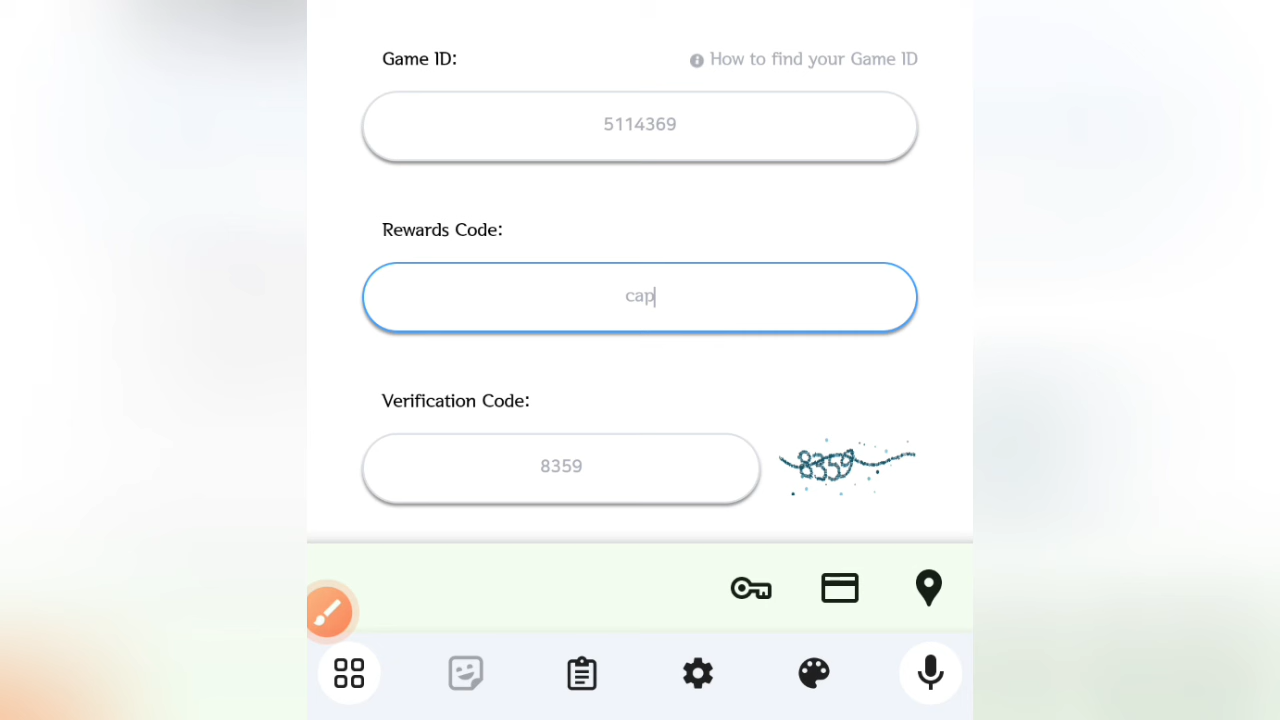 Game ID:
How to find your Game ID
5114369
Rewards Code:
cap
Verification Code:
8359
8359